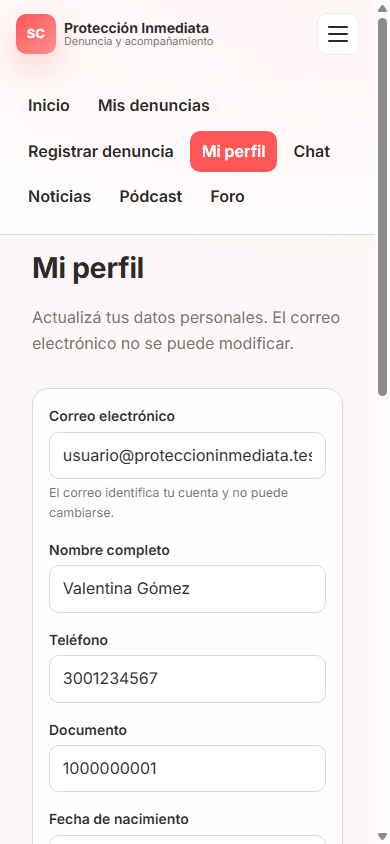 SC
Protección Inmediata
Denuncia y acompañamiento
Inicio
Mis denuncias
Registrar denuncia
Mi perfil
Chat
Noticias
Pódcast
Foro
Mi perfil
Actualizá tus datos personales. El correo
electrónico no se puede modificar.
Correo electrónico
usuario@proteccioninmediata.tes
El correo identifica tu cuenta y no puede
cambiarse.
Nombre completo
Valentina Gómez
Teléfono
3001234567
Documento
1000000001
Fecha de nacimiento